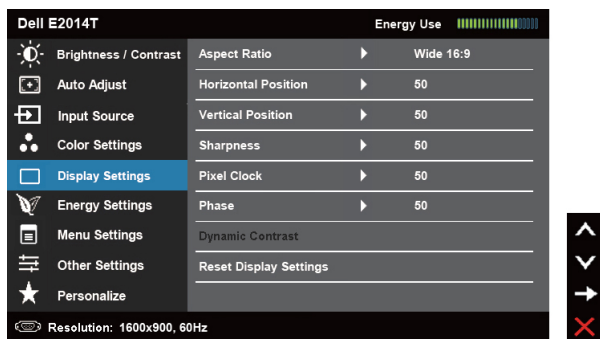 Dell E2014T Energy Use
Brightness / Contrast Aspect Ratio Wide 16:9
Auto Adjust Horizontal Position 50
Input Source Vertical Position 50
Color Settings Sharpness 50
Display Settings Pixel Clock 50
Energy Settings Phase 50
Menu Settings Dynamic Contrast
Other Settings Reset Display Settings
Personalize
Resolution: 1600x900, 60Hz